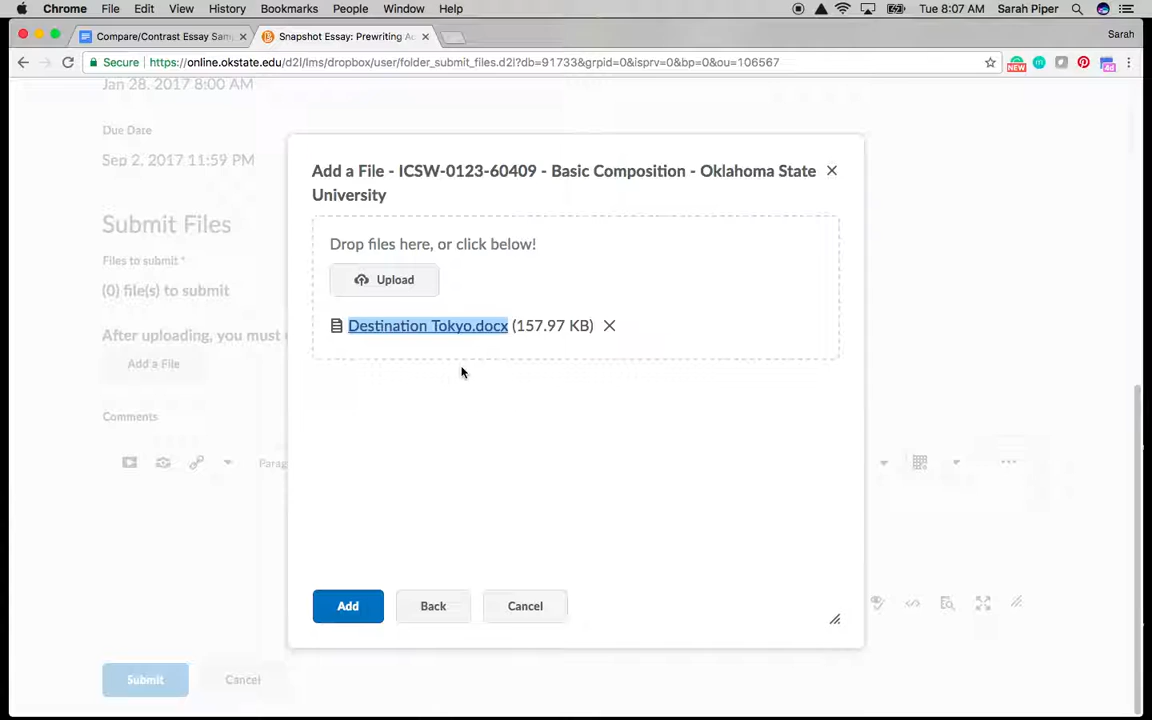 Chrome File Edit View History Bookmarks People Window Help Tue 8:07 AM Sarah Piper
Compare/Contrast Essay Sam
Snapshot Essay: Prewriting Ac
Sarah
Secure https://online.okstate.edu/d2l/lms/dropbox/user/folder_submit_files.d2l?db=91733&grpid=0&isprv=0&bp=0&ou=106567
NEW
Jan 28, 2017 8:00 AM
Due Date
Sep 2, 2017 11:59 PM
Submit Files
Files to submit *
(0) file(s) to submit
After uploading, you must
Add a File
Comments
Parag
Submit Cancel
Add a File - ICSW-0123-60409 - Basic Composition - Oklahoma State
University
Drop files here, or click below!
Upload
Destination Tokyo.docx (157.97 KB)
Add Back Cancel